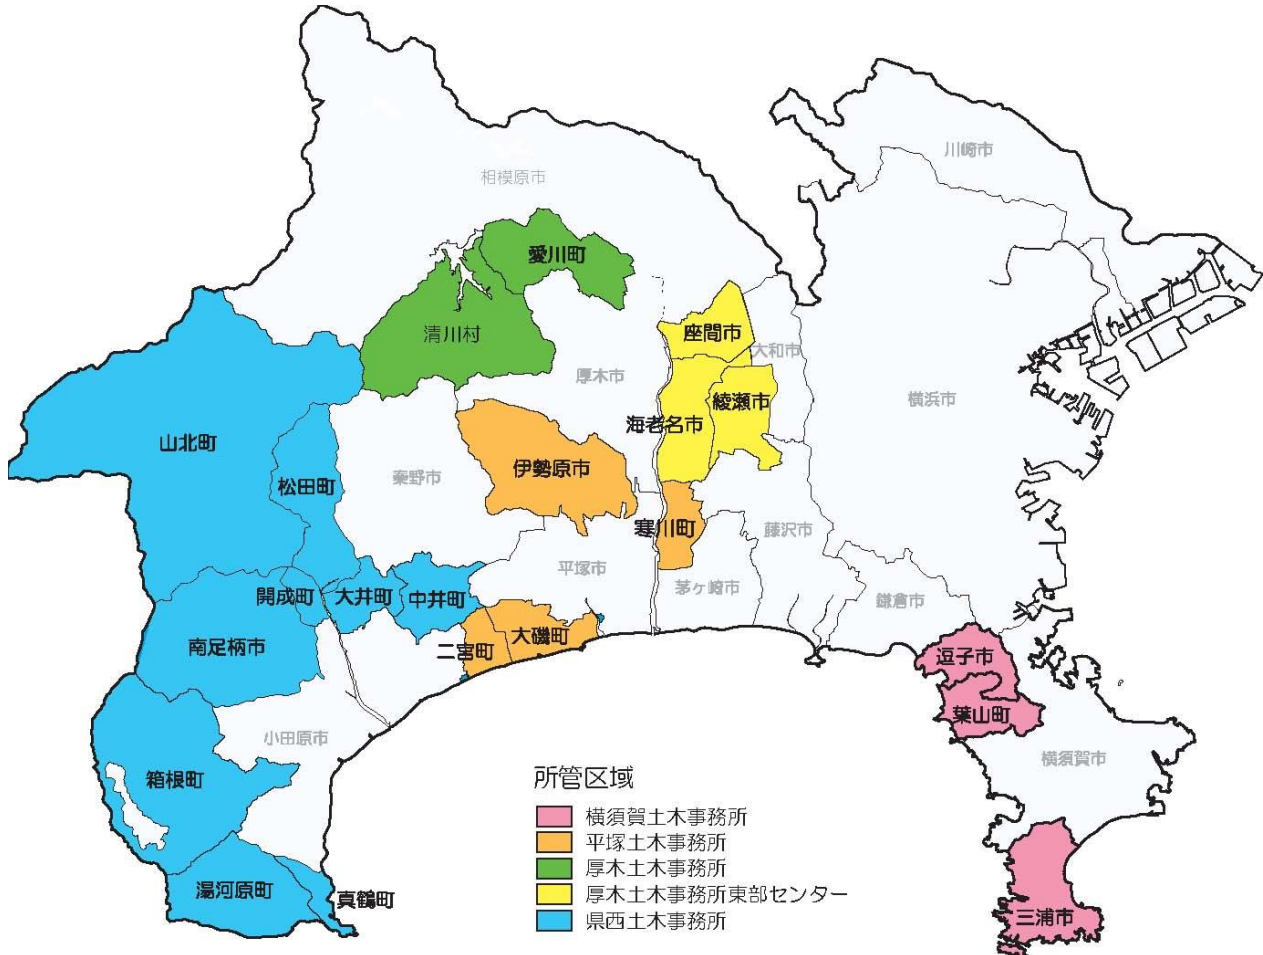 川崎市
相模原市
愛川町
清川村
座間市
大和市
厚木市
横浜市
綾瀬市
海老名市
山北町
伊勢原市
秦野市
松田町
寒川町
藤沢市
平塚市
茅ヶ崎市
開成町
大井町
中井町
鎌倉市
大磯町
南足柄市
二宮町
逗子市
葉山町
小田原市
横須賀市
箱根町
湯河原町
真鶴町
三浦市
所管区域
横須賀土木事務所
平塚土木事務所
厚木土木事務所
厚木土木事務所東部センター
県西土木事務所